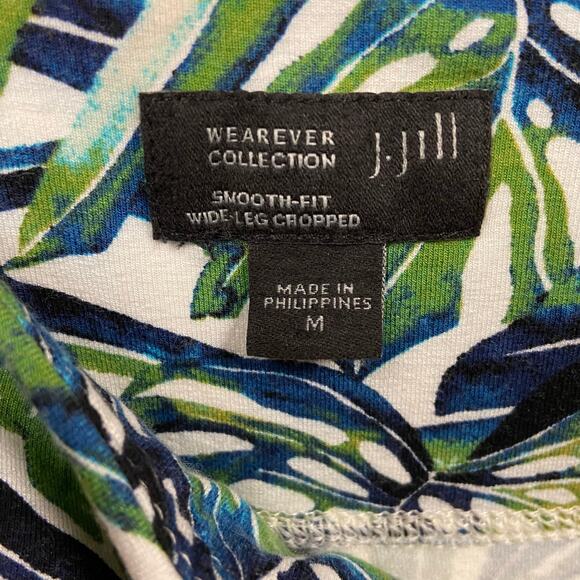 WEAREVER
COLLECTION
J.Jill
SMOOTH-FIT
WIDE-LEG CROPPED
MADE IN
PHILIPPINES
M